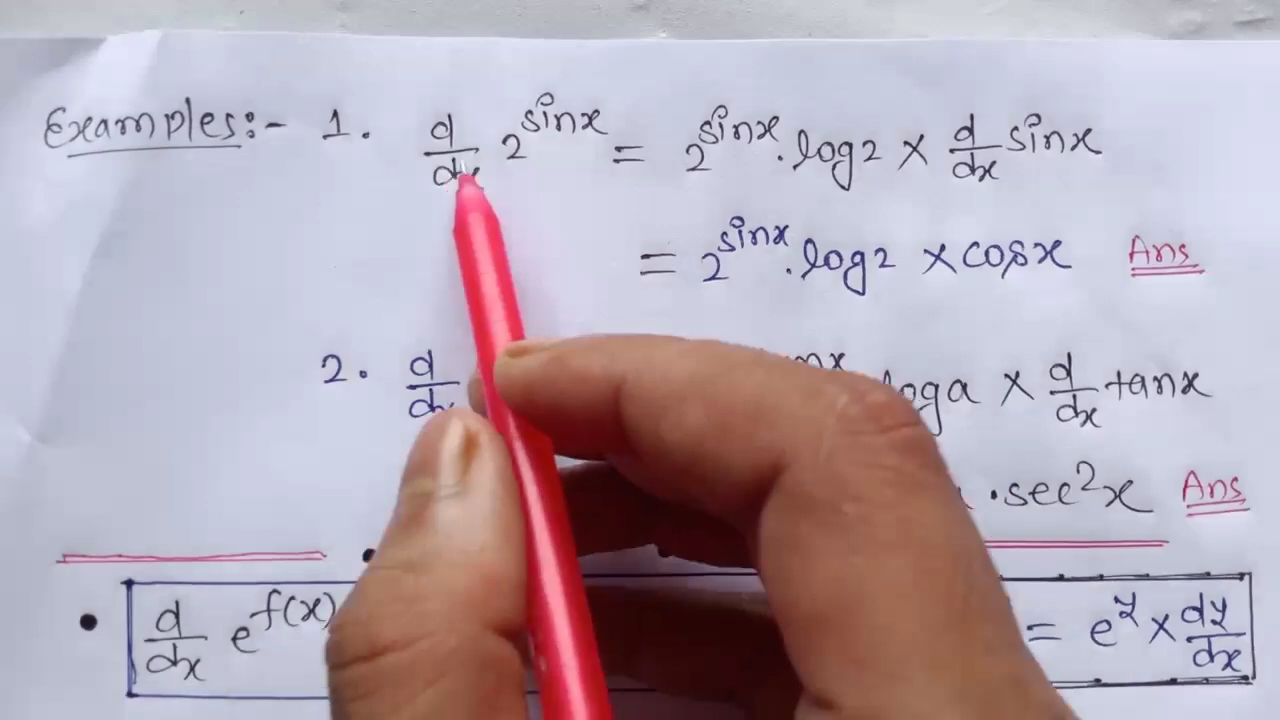 Examples:- 1. d/dx 2^sinx = 2^sinx . log2 × d/dx sinx
= 2^sinx . log2 × cosx Ans
2. d/dx loga × d/dx tanx
. sec²x Ans
• d/dx e^f(x) = e^y × dy/dx